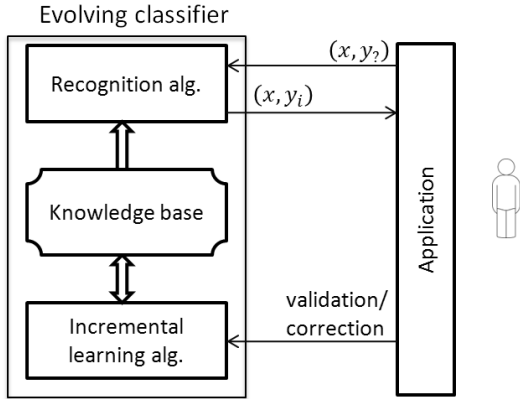 Evolving classifier
Recognition alg.
(x, y?)
(x, yᵢ)
Knowledge base
Application
validation/
correction
Incremental
learning alg.